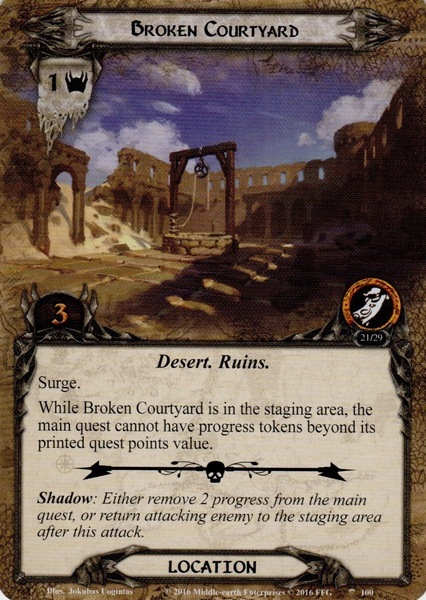 Broken Courtyard
1
3
21/29
Desert. Ruins.
Surge.
While Broken Courtyard is in the staging area, the
main quest cannot have progress tokens beyond its
printed quest points value.
Shadow: Either remove 2 progress from the main
quest, or return attacking enemy to the staging area
after this attack.
LOCATION
Illus. Jokubas Uogintas © 2016 Middle-earth Enterprises © 2016 FFG 100